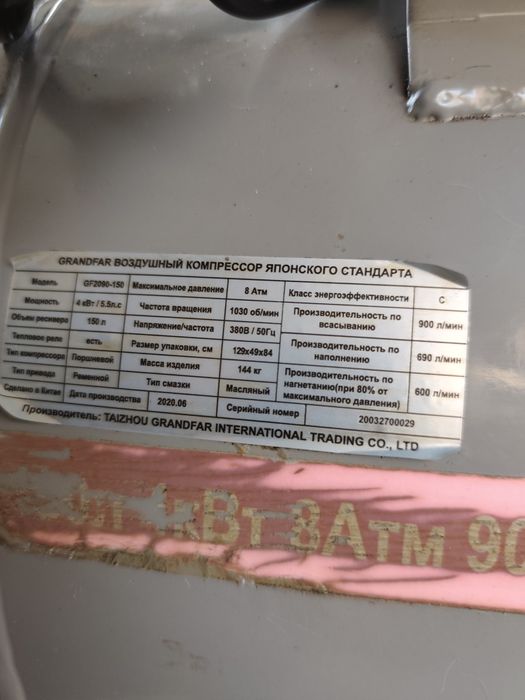 GRANDFAR ВОЗДУШНЫЙ КОМПРЕССОР ЯПОНСКОГО СТАНДАРТА
Модель GF2090-150 Максимальное давление 8 Атм Класс энергоэффективности C
Мощность 4 кВт / 5.5л.с Частота вращения 1030 об/мин Производительность по всасыванию 900 л/мин
Объем ресивера 150 л Напряжение/частота 380В / 50Гц
Тепловое реле есть Размер упаковки, см 129х49х84 Производительность по наполнению 690 л/мин
Тип компрессора Поршневой Масса изделия 144 кг Производительность по нагнетанию(при 80% от максимального давления) 600 л/мин
Тип привода Ременной Тип смазки Масляный
Сделано в Китае Дата производства 2020.06 Серийный номер 20032700029
Производитель: TAIZHOU GRANDFAR INTERNATIONAL TRADING CO., LTD
кВт 8Атм 90